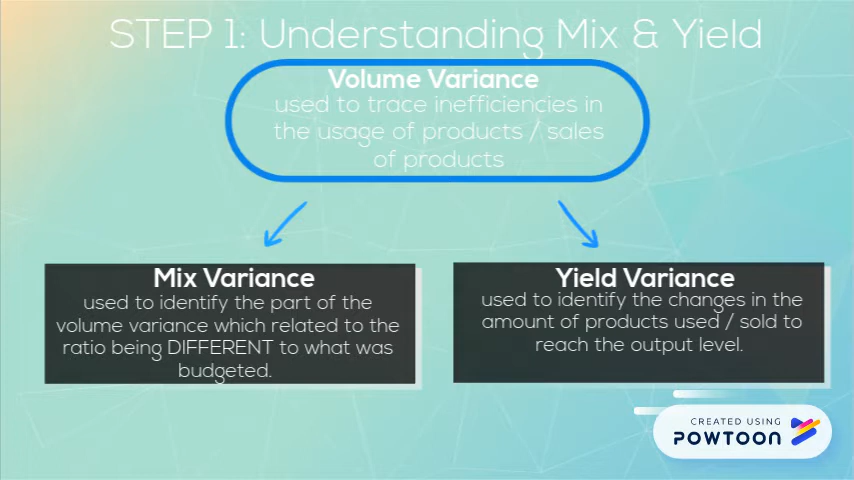 STEP 1: Understanding Mix & Yield
Volume Variance
used to trace inefficiencies in
the usage of products / sales
of products
Mix Variance
used to identify the part of the
volume variance which related to the
ratio being DIFFERENT to what was
budgeted.
Yield Variance
used to identify the changes in the
amount of products used / sold to
reach the output level.
CREATED USING
POWTOON